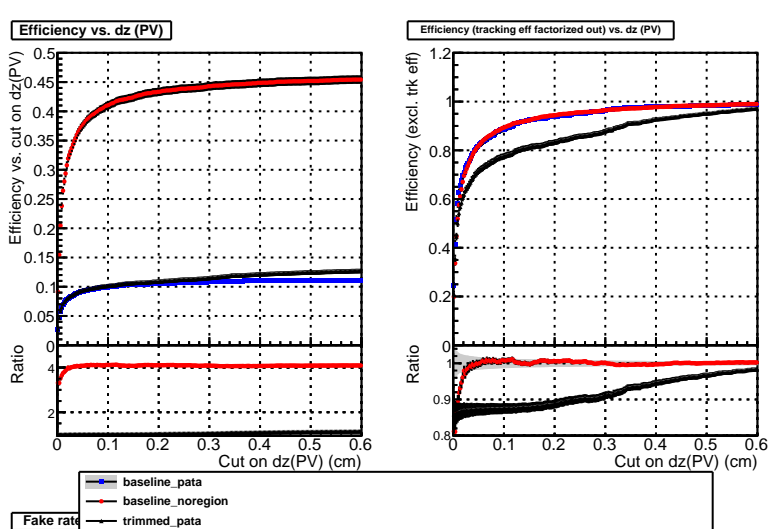 Efficiency vs. dz (PV)
Efficiency (tracking eff factorized out) vs. dz (PV)
Efficiency vs. cut on dz(PV)
0.5
0.45
0.4
0.35
0.3
0.25
0.2
0.15
0.1
0.05
0
Ratio
4
2
0 0.1 0.2 0.3 0.4 0.5 0.6
Cut on dz(PV) (cm)
Efficiency (excl. trk eff)
1.2
1
0.8
0.6
0.4
0.2
0
Ratio
1
0.9
0.8
0 0.1 0.2 0.3 0.4 0.5 0.6
Cut on dz(PV) (cm)
baseline_pata
baseline_noregion
trimmed_pata
Fake rate